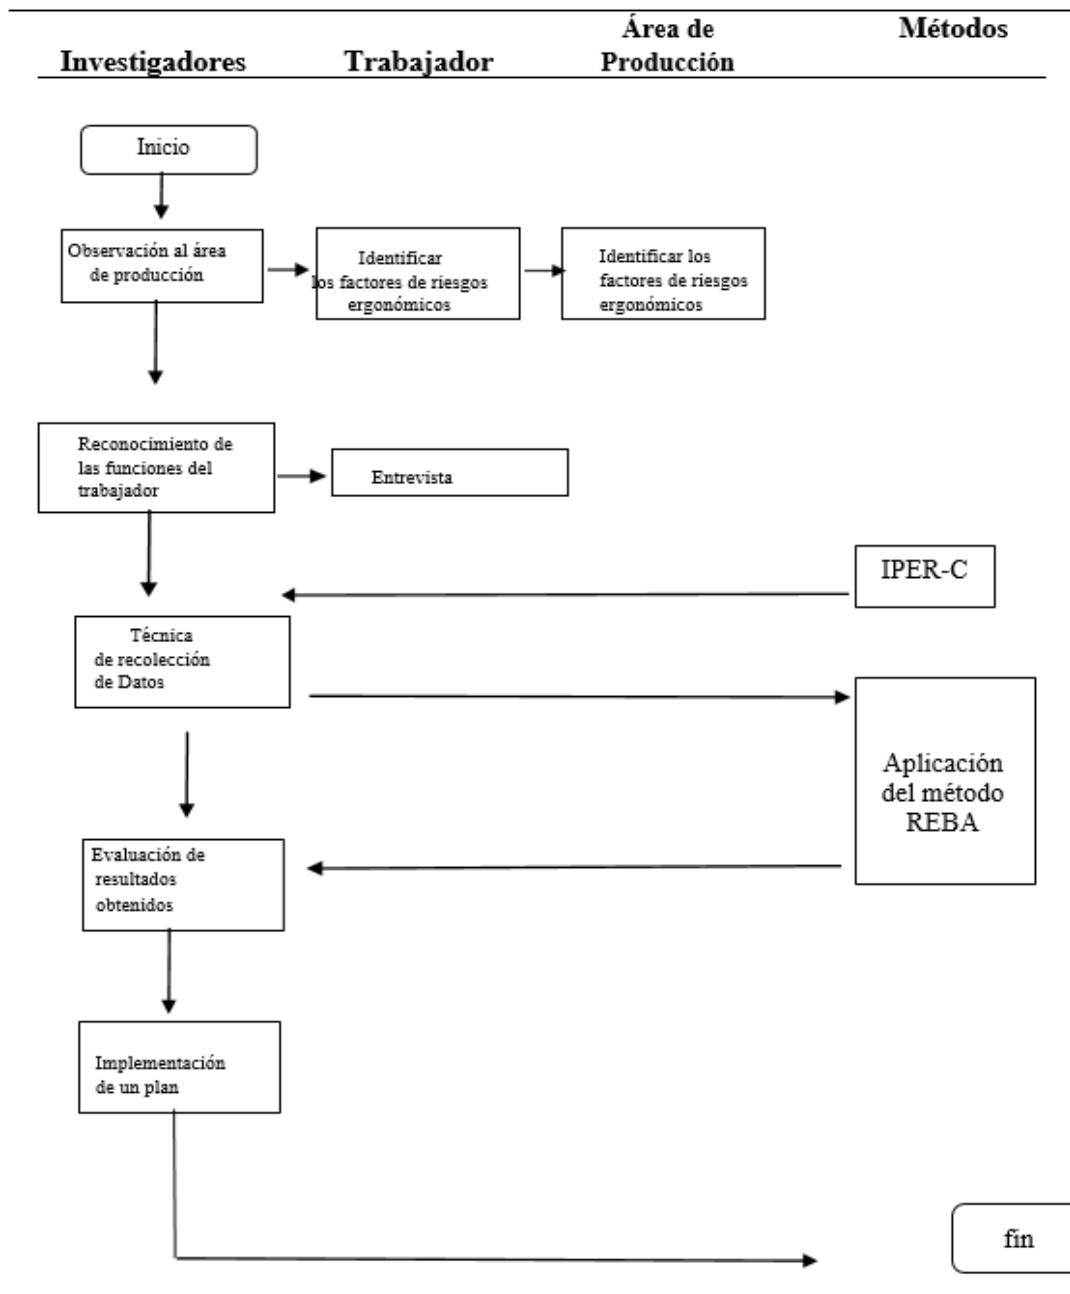 Investigadores
Trabajador
Área de
Producción
Métodos
Inicio
Observación al área
de producción
Identificar
los factores de riesgos
ergonómicos
Identificar los
factores de riesgos
ergonómicos
Reconocimiento de
las funciones del
trabajador
Entrevista
IPER-C
Técnica
de recolección
de Datos
Aplicación
del método
REBA
Evaluación de
resultados
obtenidos
Implementación
de un plan
fin